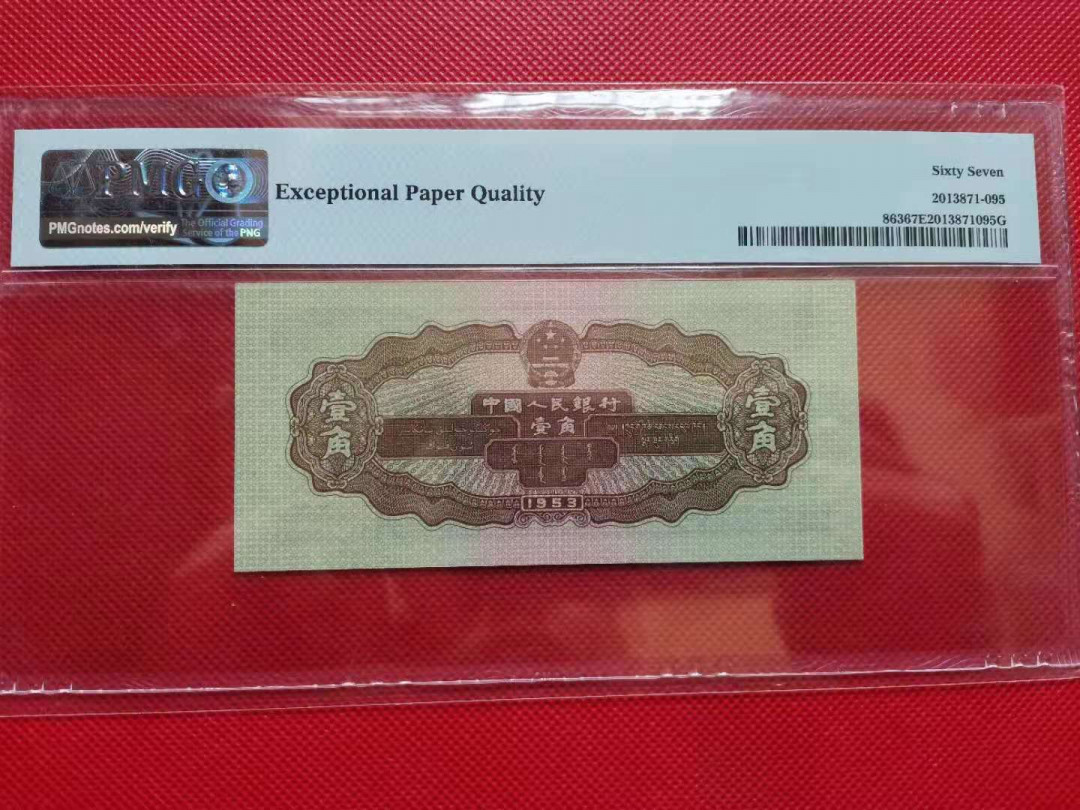 PMG
Exceptional Paper Quality
Sixty Seven
2013871-095
86367E2013871095G
PMGnotes.com/verify
The Official Grading
Service of the PNG
中國人民銀行
壹角
壹角
壹角
1953